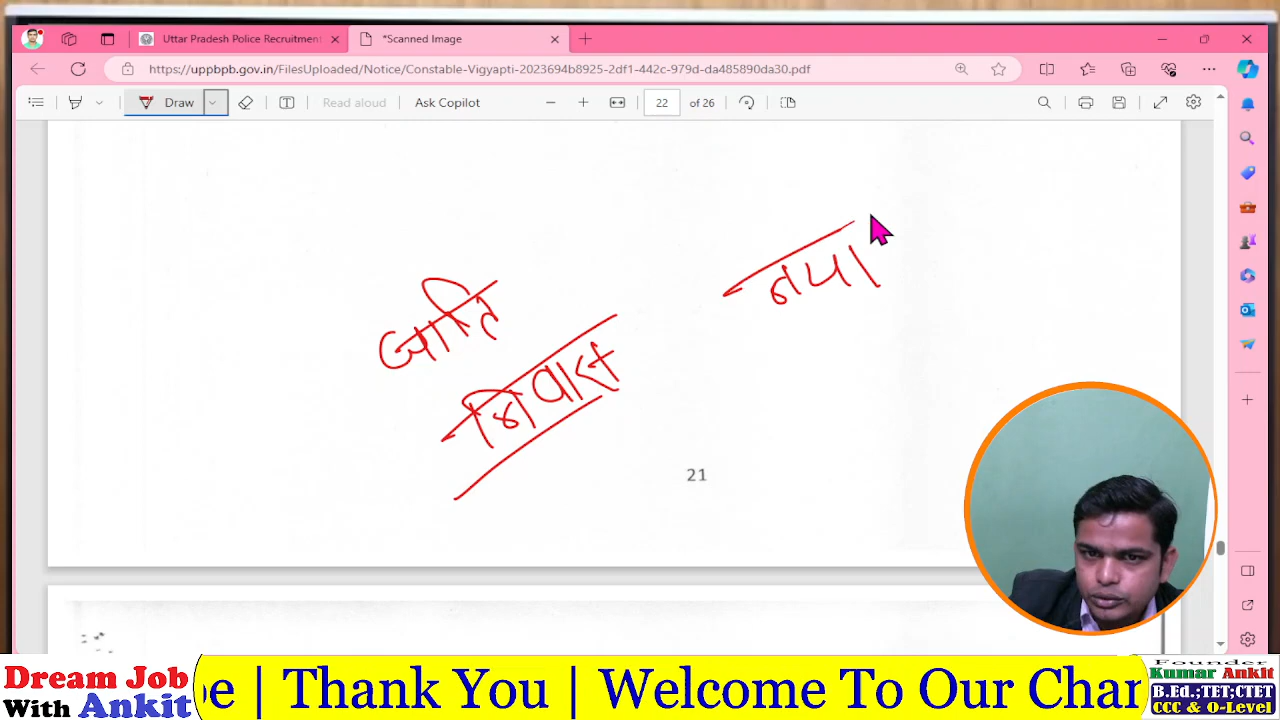 Uttar Pradesh Police Recruitment
*Scanned Image
https://uppbpb.gov.in/FilesUploaded/Notice/Constable-Vigyapti-2023694b8925-2df1-442c-979d-da485890da30.pdf
Draw
Read aloud
Ask Copilot
22 of 26
जाति
निवास
नया
21
Dream Job
With Ankit
be | Thank You | Welcome To Our Chan
Founder
Kumar Ankit
B.Ed.;TET;CTET
CCC & O-Level